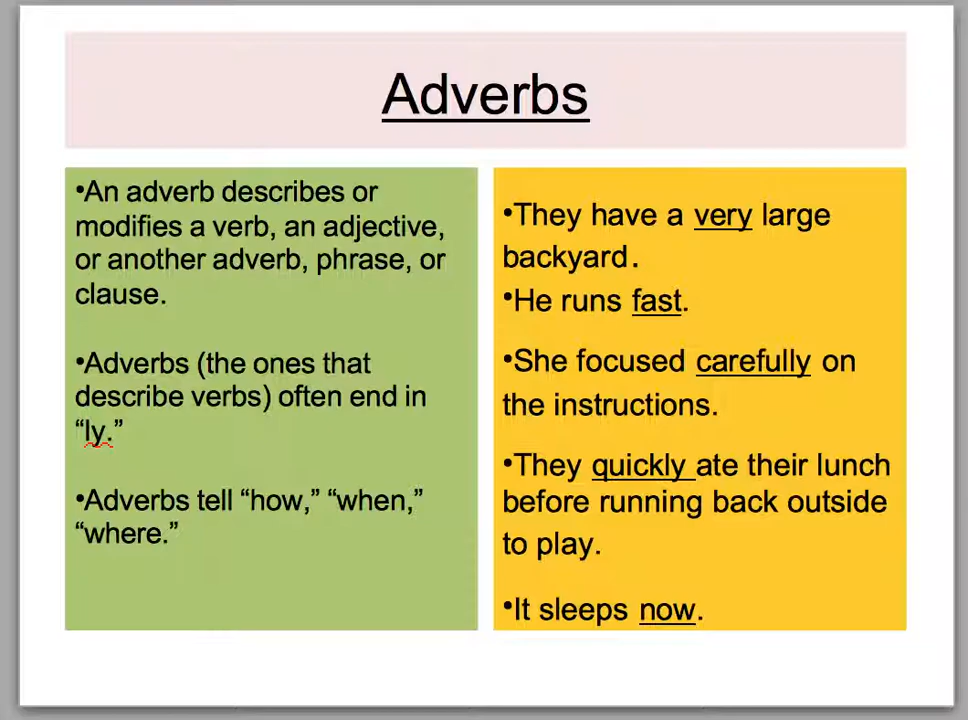 Adverbs
•An adverb describes or
modifies a verb, an adjective,
or another adverb, phrase, or
clause.
•Adverbs (the ones that
describe verbs) often end in
“ly.”
•Adverbs tell “how,” “when,”
“where.”
•They have a very large
backyard.
•He runs fast.
•She focused carefully on
the instructions.
•They quickly ate their lunch
before running back outside
to play.
•It sleeps now.